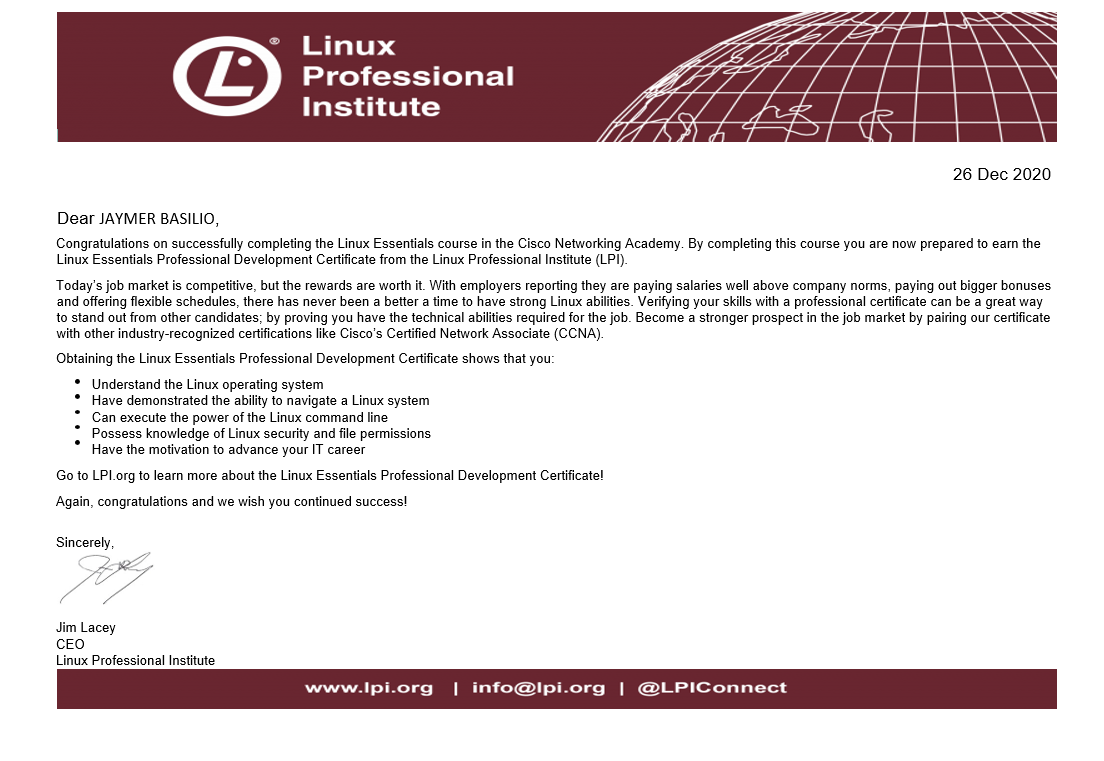 Linux
Professional
Institute
26 Dec 2020
Dear JAYMER BASILIO,
Congratulations on successfully completing the Linux Essentials course in the Cisco Networking Academy. By completing this course you are now prepared to earn the
Linux Essentials Professional Development Certificate from the Linux Professional Institute (LPI).
Today's job market is competitive, but the rewards are worth it. With employers reporting they are paying salaries well above company norms, paying out bigger bonuses
and offering flexible schedules, there has never been a better a time to have strong Linux abilities. Verifying your skills with a professional certificate can be a great way
to stand out from other candidates; by proving you have the technical abilities required for the job. Become a stronger prospect in the job market by pairing our certificate
with other industry-recognized certifications like Cisco's Certified Network Associate (CCNA).
Obtaining the Linux Essentials Professional Development Certificate shows that you:
• Understand the Linux operating system
• Have demonstrated the ability to navigate a Linux system
• Can execute the power of the Linux command line
• Possess knowledge of Linux security and file permissions
• Have the motivation to advance your IT career
Go to LPI.org to learn more about the Linux Essentials Professional Development Certificate!
Again, congratulations and we wish you continued success!
Sincerely,
Jim Lacey
CEO
Linux Professional Institute
www.lpi.org | info@lpi.org | @LPIConnect